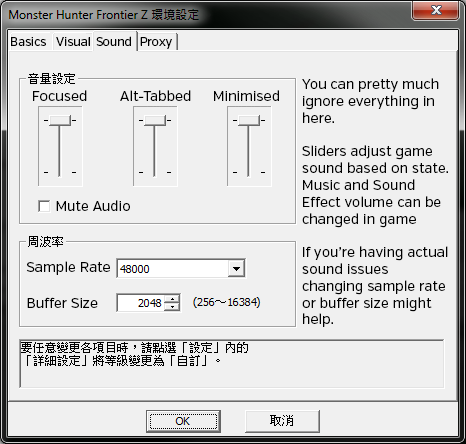 Monster Hunter Frontier Z 環境設定
Basics Visual Sound Proxy
音量設定
Focused Alt-Tabbed Minimised
Mute Audio
You can pretty much
ignore everything in
here.
Sliders adjust game
sound based on state.
Music and Sound
Effect volume can be
changed in game
If you're having actual
sound issues
changing sample rate
or buffer size might
help.
周波率
Sample Rate 48000
Buffer Size 2048 (256～16384)
要任意變更各項目時，請點選「設定」內的
「詳細設定」將等級變更為「自訂」。
OK 取消